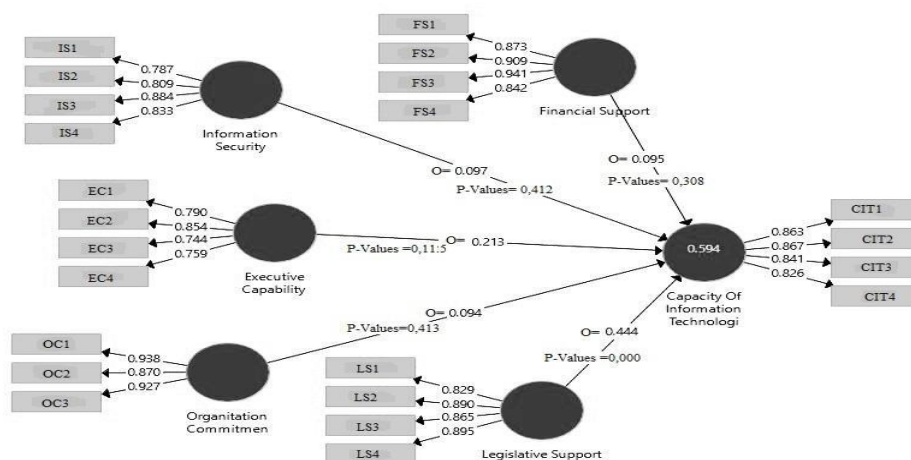 IS1
IS2
IS3
IS4
0.787
0.809
0.884
0.833
Information
Security
FS1
FS2
FS3
FS4
0.873
0.909
0.941
0.842
Financial Support
O= 0.097
P-Values= 0,412
O= 0.095
P-Values= 0,308
EC1
EC2
EC3
EC4
0.790
0.854
0.744
0.759
Executive
Capability
P-Values =0,11:5
O= 0.213
0.594
Capacity Of
Information
Technologi
0.863
0.867
0.841
0.826
CIT1
CIT2
CIT3
CIT4
O= 0.094
P-Values=0,413
O= 0.444
P-Values =0,000
OC1
OC2
OC3
0.938
0.870
0.927
Organitation
Commitmen
LS1
LS2
LS3
LS4
0.829
0.890
0.865
0.895
Legislative Support